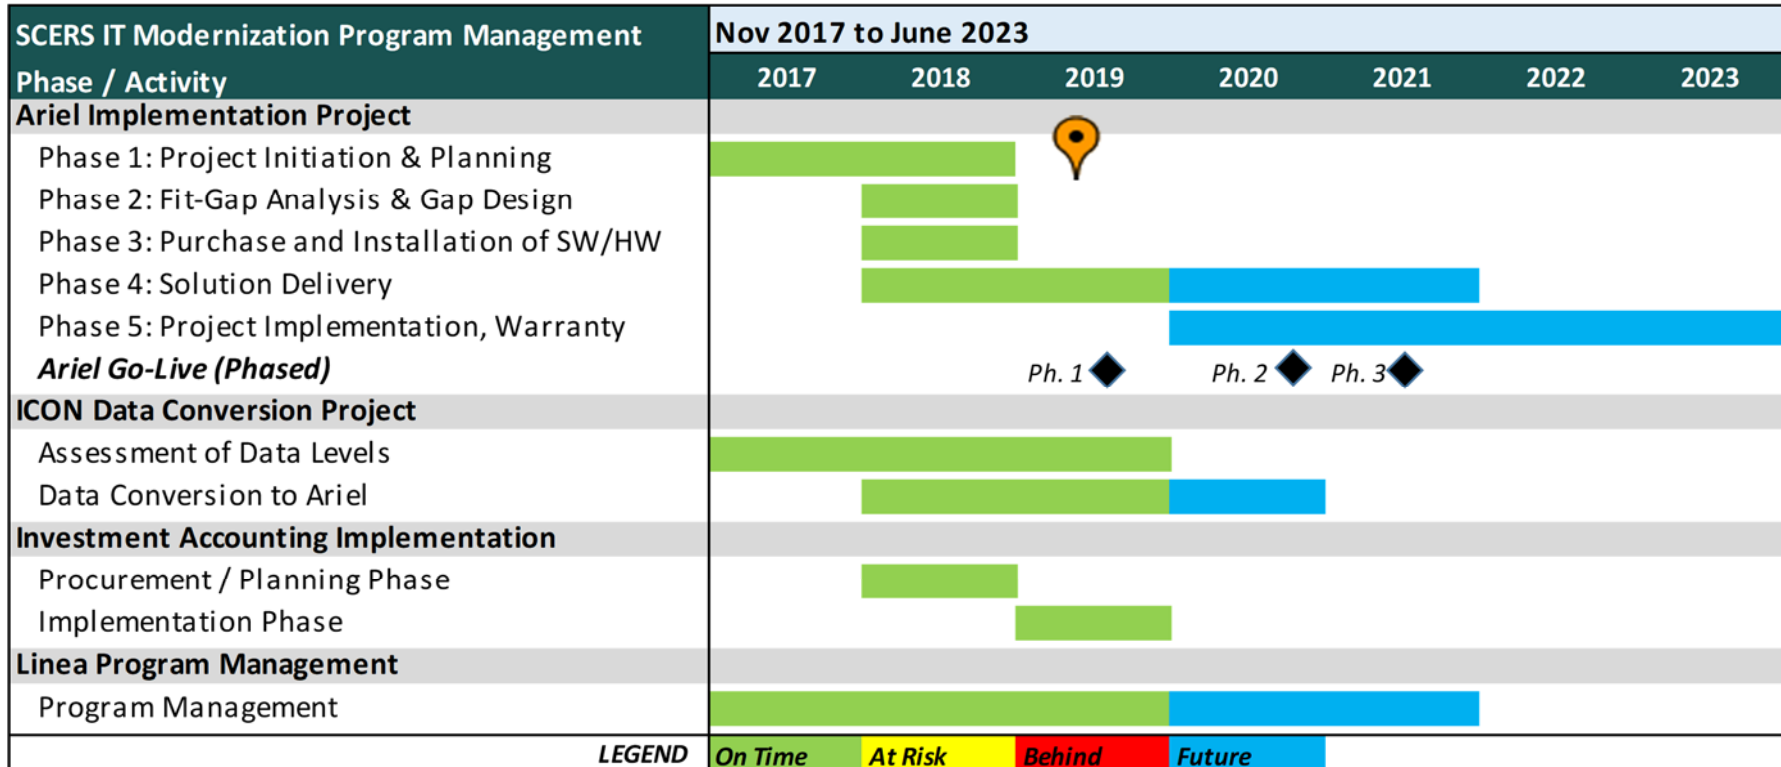 SCERS IT Modernization Program Management
Nov 2017 to June 2023
Phase / Activity
2017 2018 2019 2020 2021 2022 2023
Ariel Implementation Project
Phase 1: Project Initiation & Planning
Phase 2: Fit-Gap Analysis & Gap Design
Phase 3: Purchase and Installation of SW/HW
Phase 4: Solution Delivery
Phase 5: Project Implementation, Warranty
Ariel Go-Live (Phased) Ph. 1 Ph. 2 Ph. 3
ICON Data Conversion Project
Assessment of Data Levels
Data Conversion to Ariel
Investment Accounting Implementation
Procurement / Planning Phase
Implementation Phase
Linea Program Management
Program Management
LEGEND On Time At Risk Behind Future